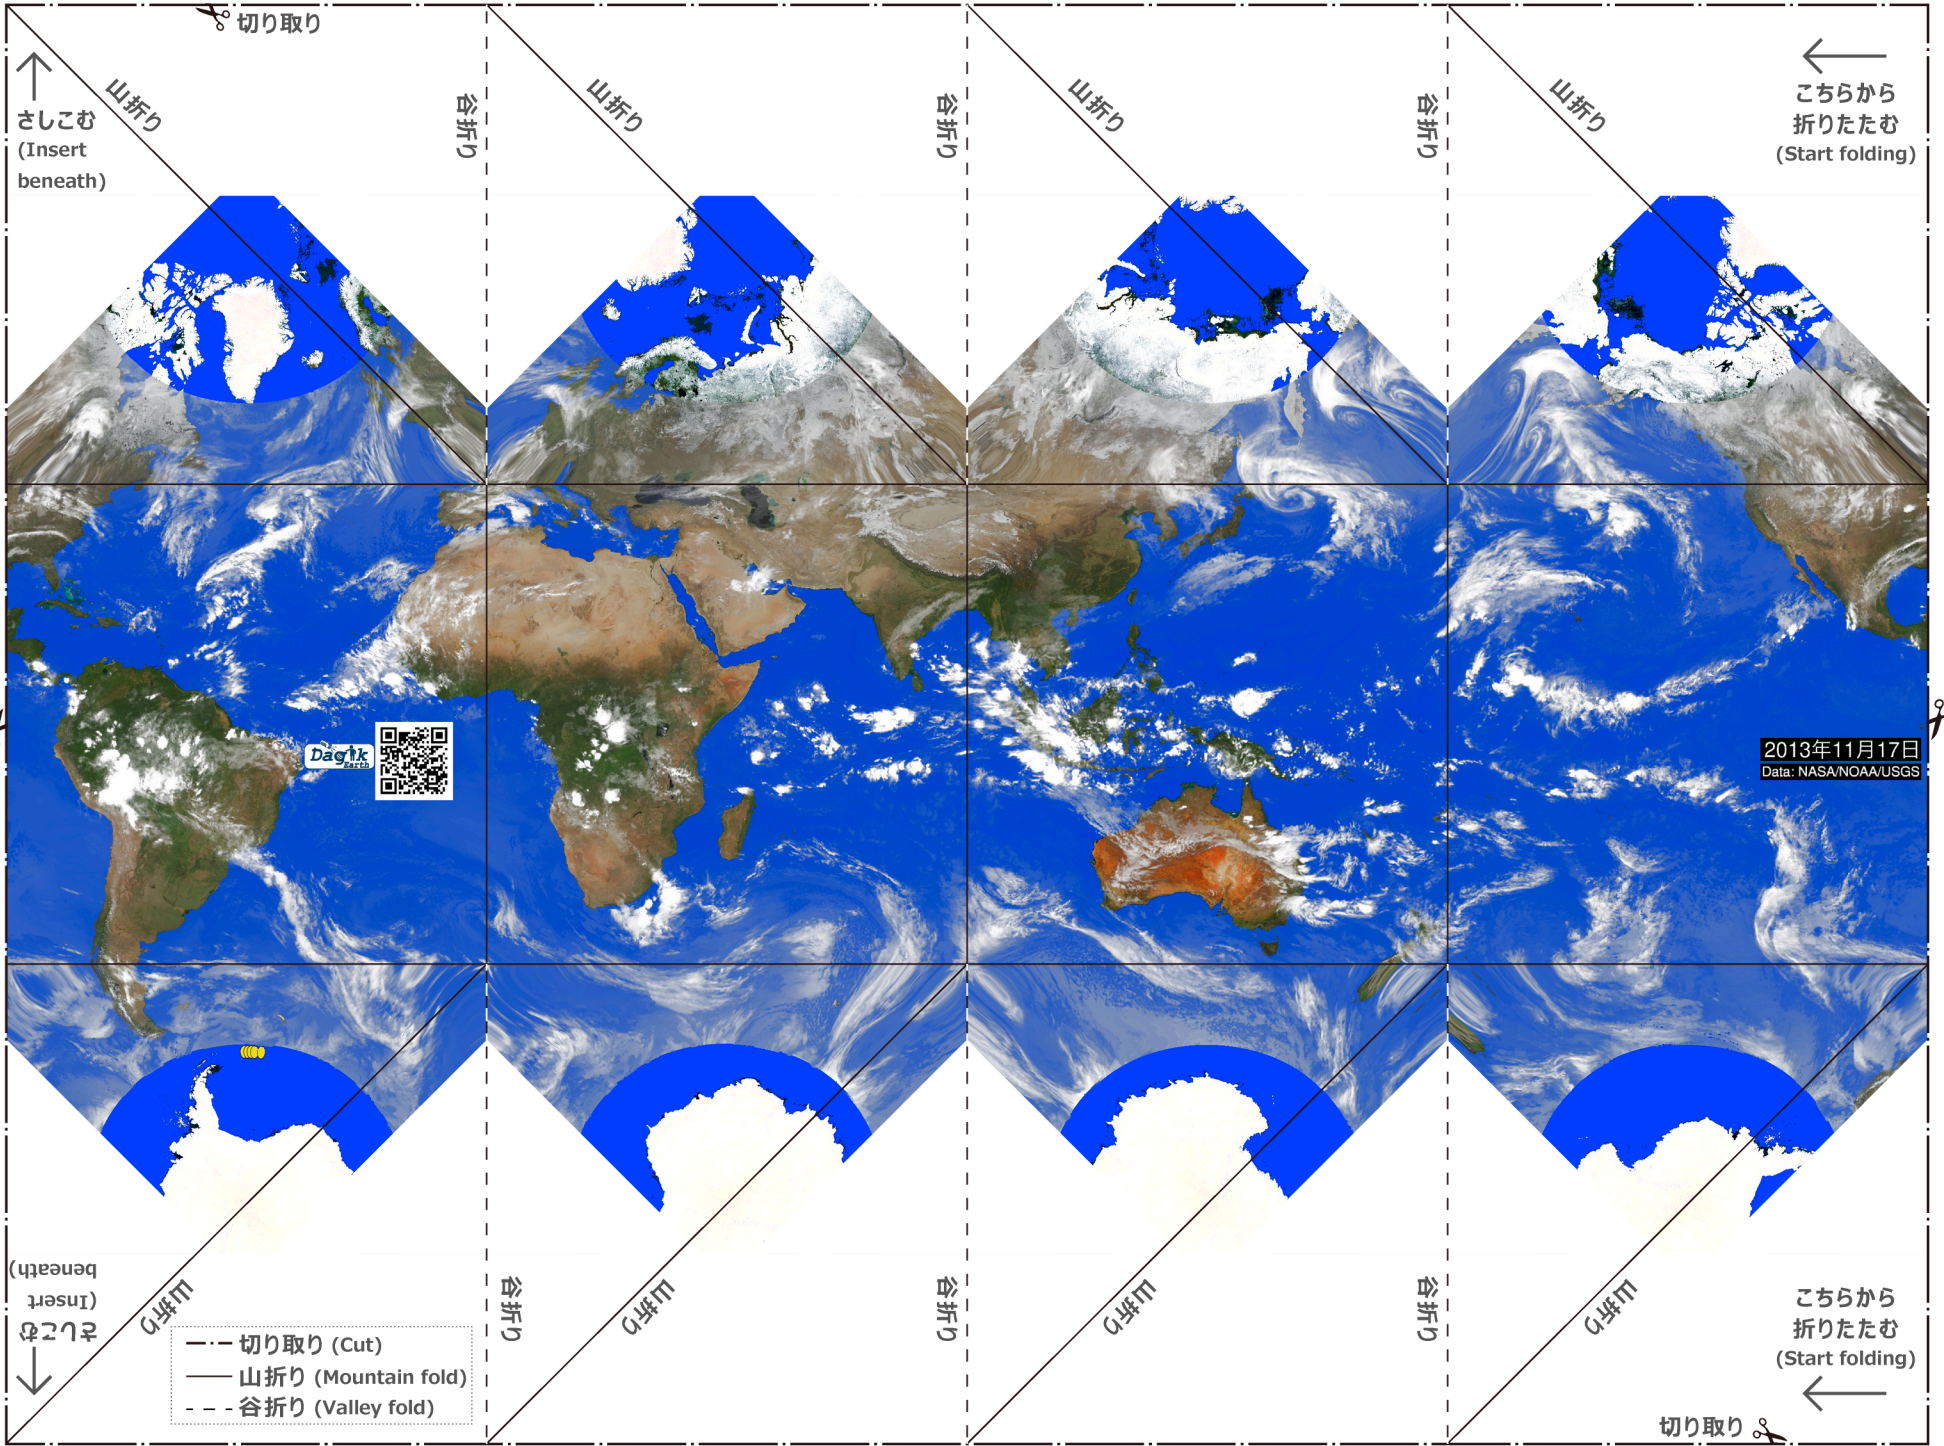 切り取り
山折り
谷折り
山折り
谷折り
山折り
谷折り
山折り
さしこむ
(Insert
beneath)
こちらから
折りたたむ
(Start folding)
Dagik
Earth
2013年11月17日
Data: NASA/NOAA/USGS
さしこむ
(Insert
beneath)
山折り
谷折り
山折り
谷折り
山折り
谷折り
山折り
こちらから
折りたたむ
(Start folding)
切り取り (Cut)
山折り (Mountain fold)
谷折り (Valley fold)
切り取り